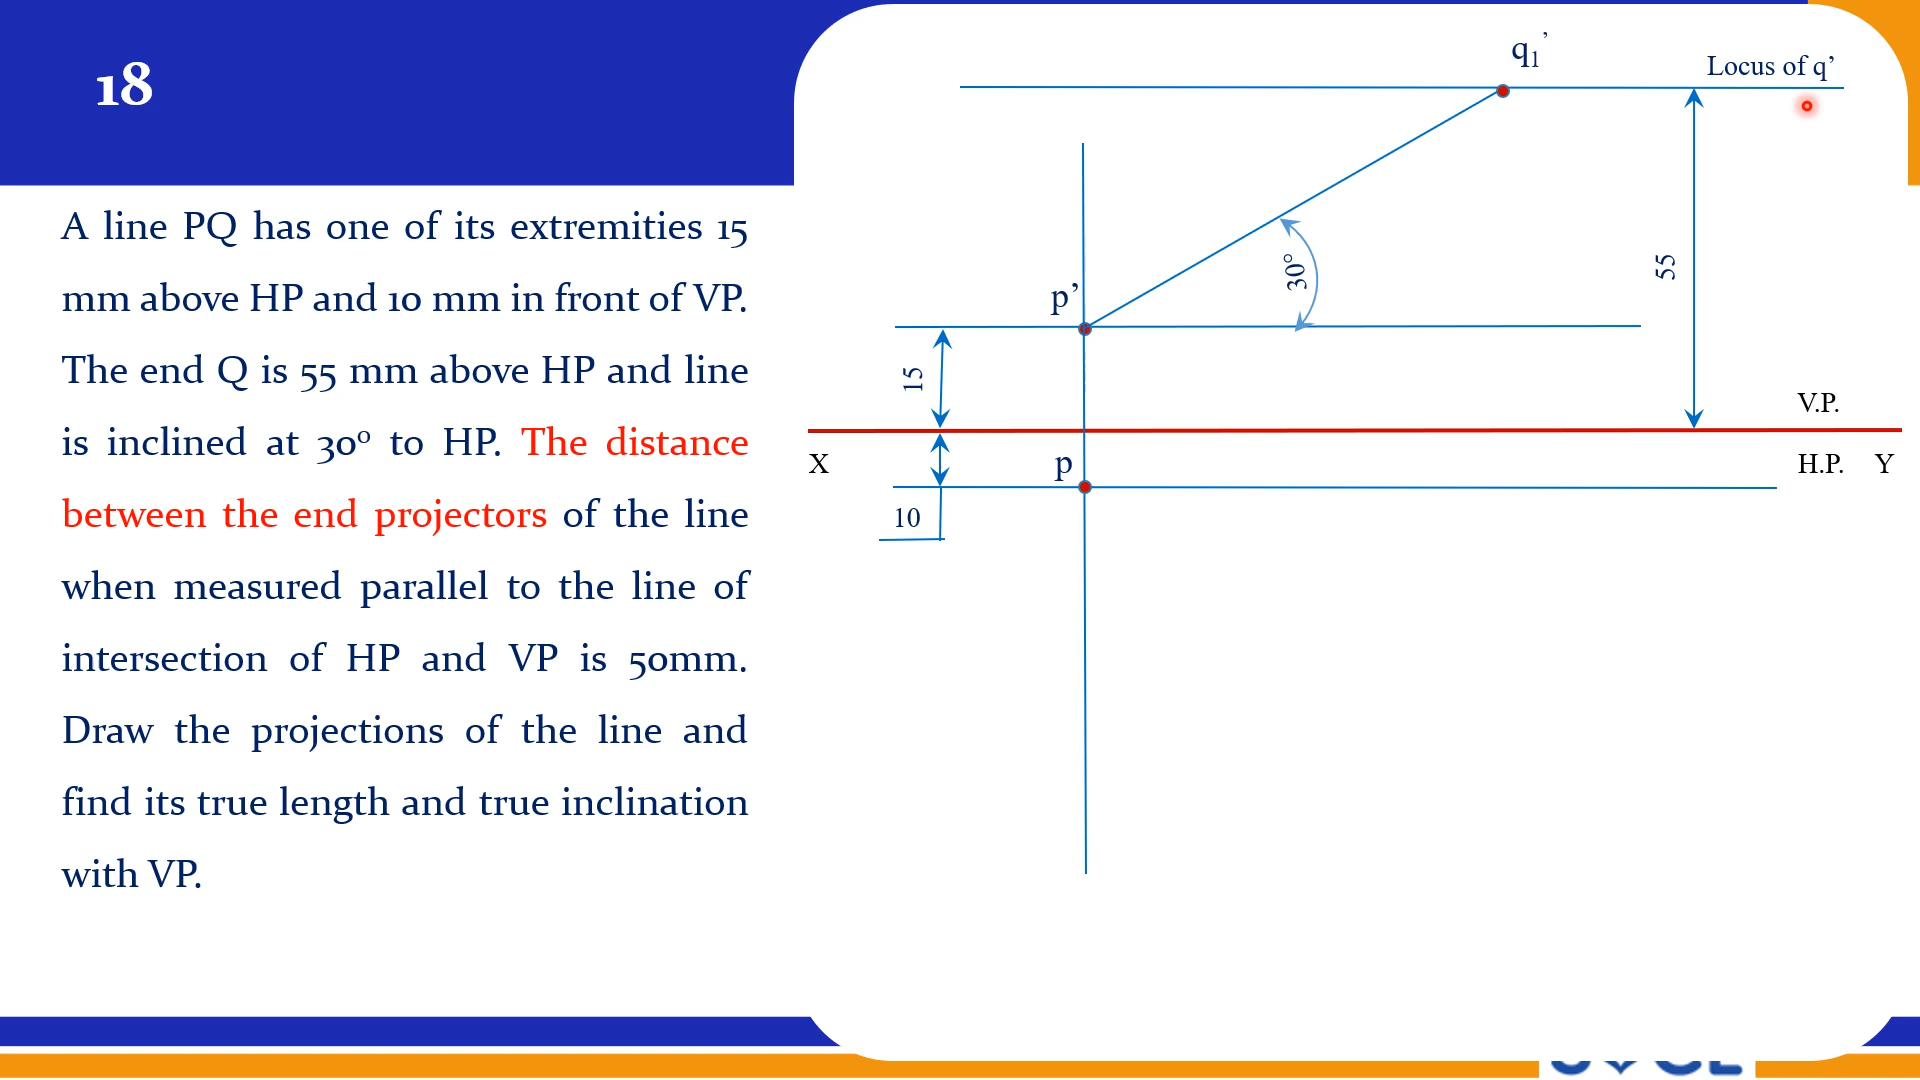 18
A line PQ has one of its extremities 15
mm above HP and 10 mm in front of VP.
The end Q is 55 mm above HP and line
is inclined at 30⁰ to HP. The distance
between the end projectors of the line
when measured parallel to the line of
intersection of HP and VP is 50mm.
Draw the projections of the line and
find its true length and true inclination
with VP.
q₁’
Locus of q’
30°
55
p’
15
V.P.
X
p
H.P. Y
10